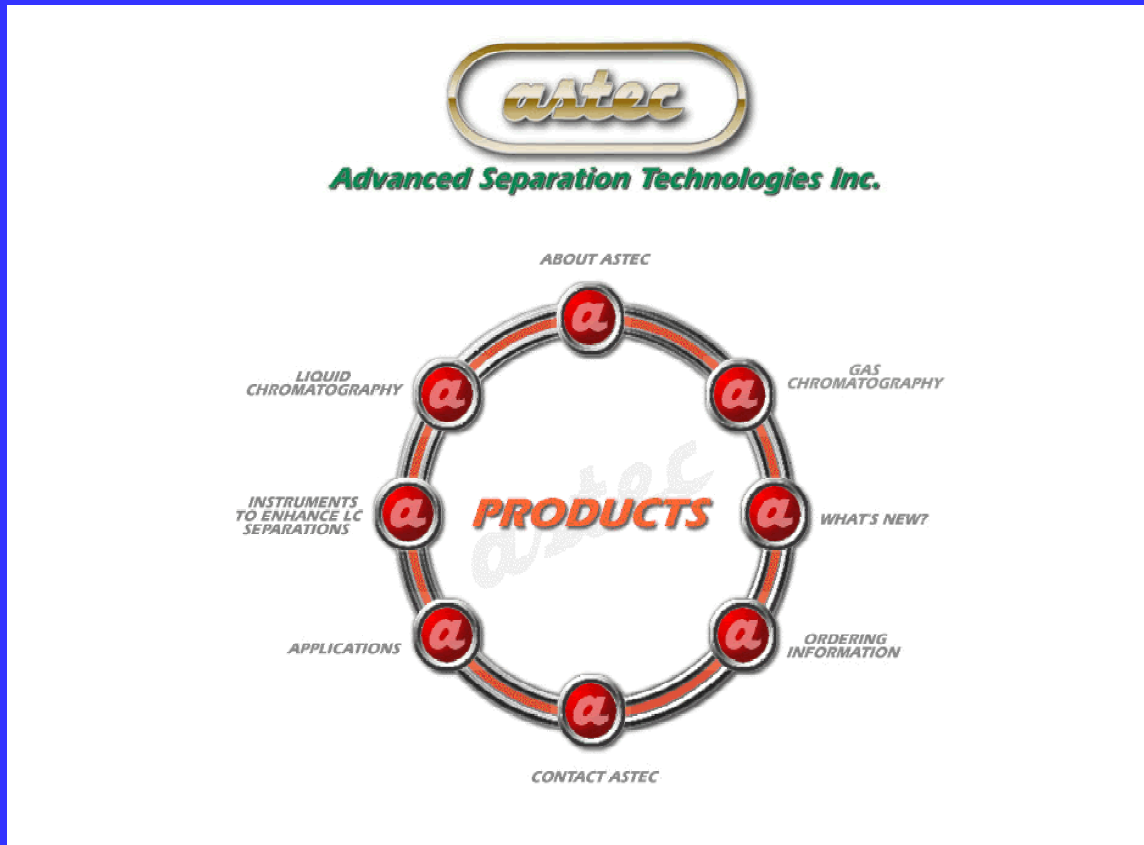 astec
Advanced Separation Technologies Inc.
ABOUT ASTEC
a
LIQUID
CHROMATOGRAPHY
a
a
GAS
CHROMATOGRAPHY
INSTRUMENTS
TO ENHANCE LC
SEPARATIONS
a
astec
PRODUCTS
a
WHAT'S NEW?
APPLICATIONS
a
a
ORDERING
INFORMATION
a
CONTACT ASTEC